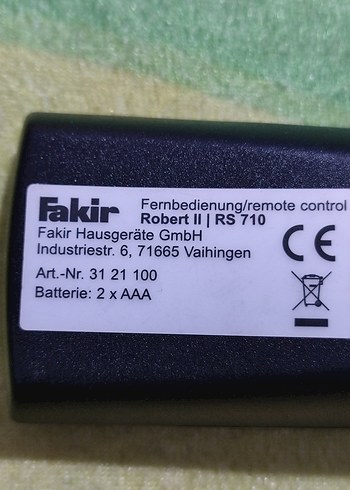 Fakir Fernbedienung/remote control
Robert II | RS 710
Fakir Hausgeräte GmbH
Industriestr. 6, 71665 Vaihingen
Art.-Nr. 31 21 100
Batterie: 2 x AAA
CE